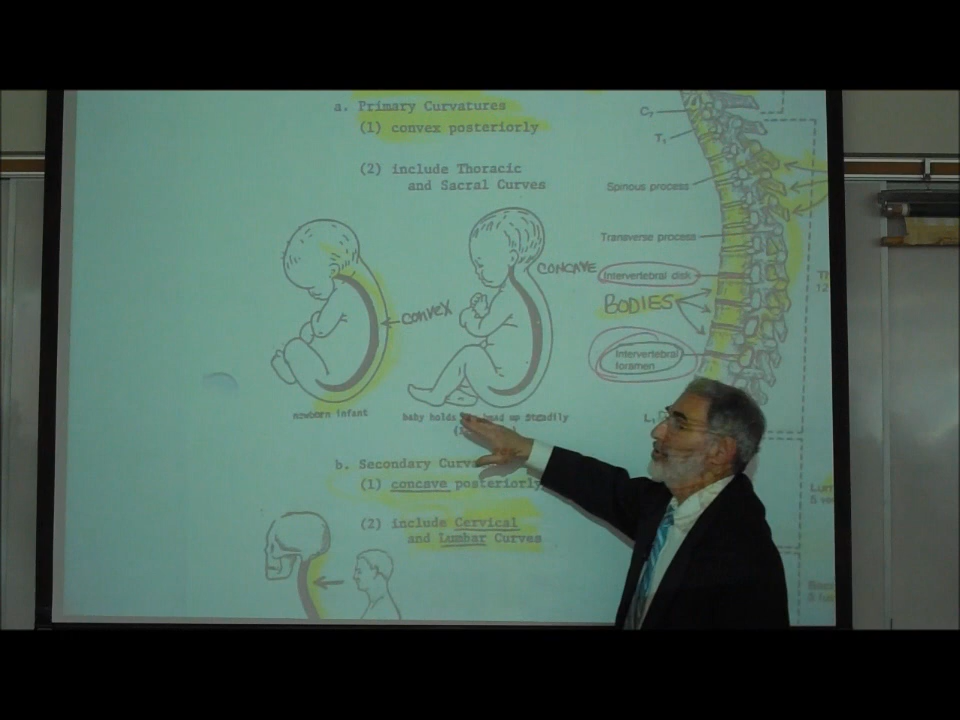 a. Primary Curvatures
(1) convex posteriorly
(2) include Thoracic
and Sacral Curves
convex
newborn infant
CONCAVE
baby holds head up steadily
b. Secondary
(1) concave posteriorly
(2) include Cervical
and Lumbar Curves
C7
T1
Spinous process
Transverse process
Intervertebral disk
BODIES
Intervertebral
foramen
L1